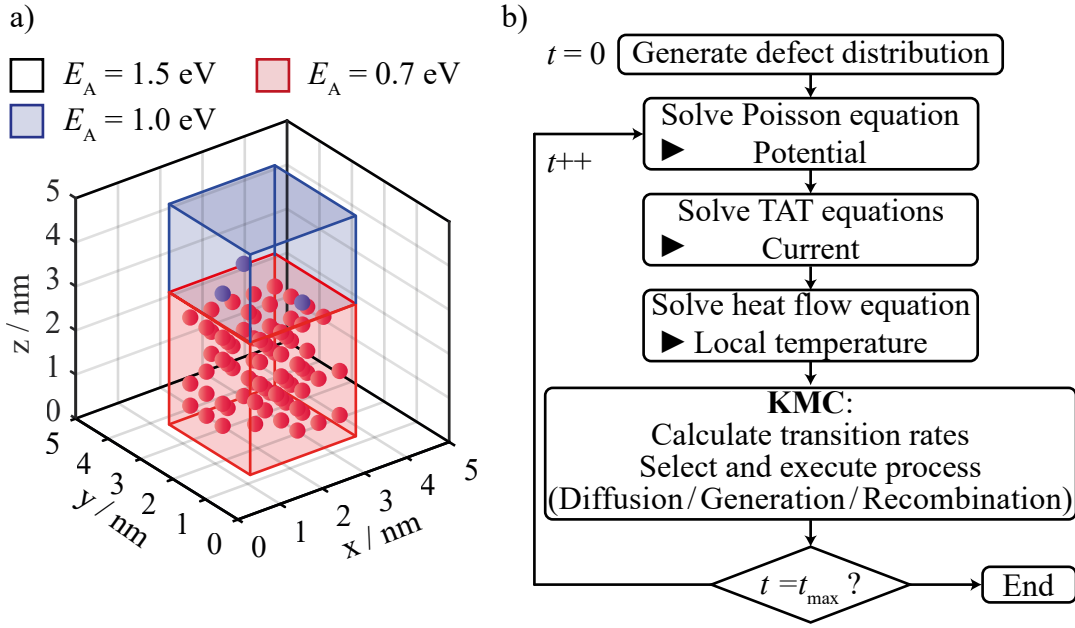 a)
E_A = 1.5 eV
E_A = 0.7 eV
E_A = 1.0 eV
5
4
3
2
1
0
z / nm
5
4
3
2
1
0
y / nm
0
1
2
3
4
5
x / nm
b)
t = 0
Generate defect distribution
Solve Poisson equation
► Potential
t++
Solve TAT equations
► Current
Solve heat flow equation
► Local temperature
KMC:
Calculate transition rates
Select and execute process
(Diffusion / Generation / Recombination)
t = t_max ?
End